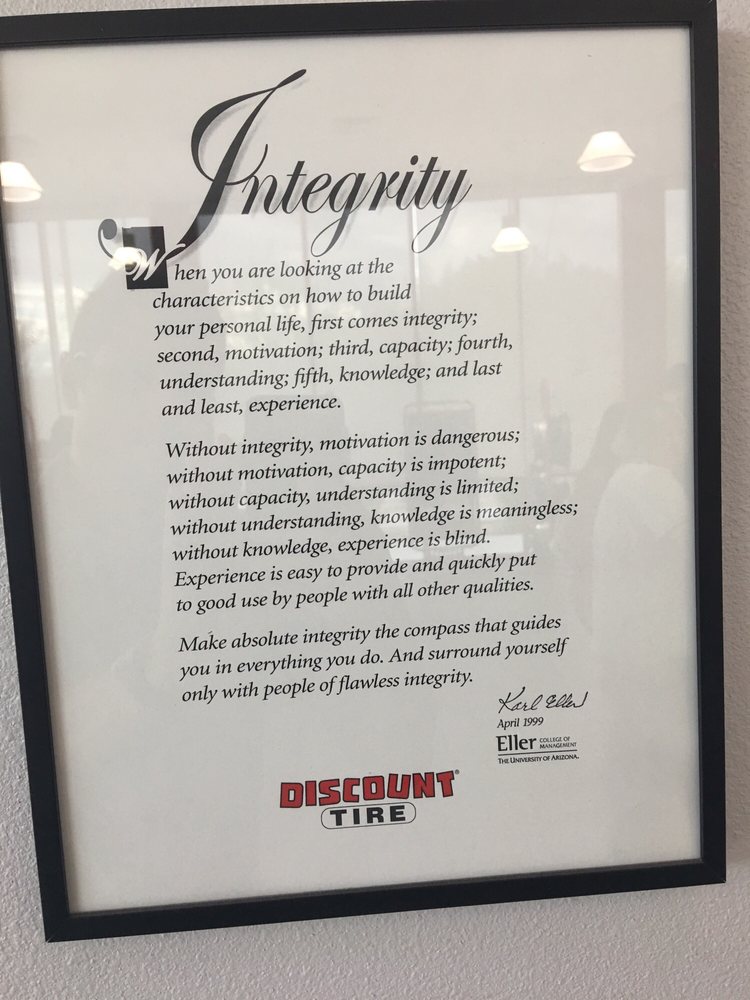 Integrity
When you are looking at the
characteristics on how to build
your personal life, first comes integrity;
second, motivation; third, capacity; fourth,
understanding; fifth, knowledge; and last
and least, experience.
Without integrity, motivation is dangerous;
without motivation, capacity is impotent;
without capacity, understanding is limited;
without understanding, knowledge is meaningless;
without knowledge, experience is blind.
Experience is easy to provide and quickly put
to good use by people with all other qualities.
Make absolute integrity the compass that guides
you in everything you do. And surround yourself
only with people of flawless integrity.
Karl Eller
April 1999
Eller COLLEGE OF
MANAGEMENT
THE UNIVERSITY OF ARIZONA.
DISCOUNT®
TIRE